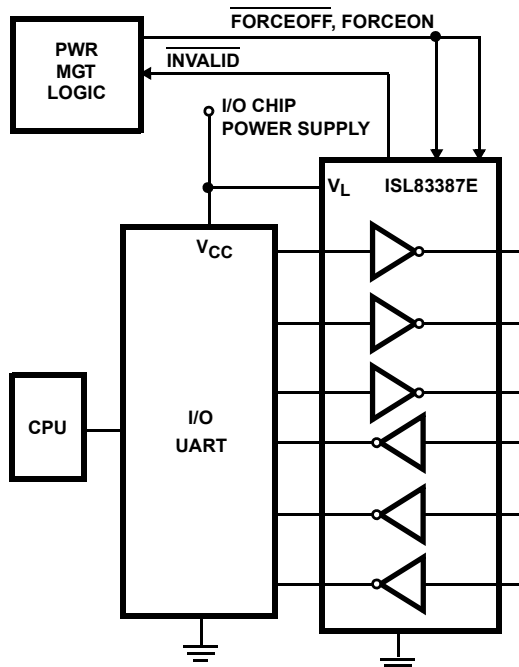 FORCEOFF, FORCEON
PWR
MGT
LOGIC
INVALID
I/O CHIP
POWER SUPPLY
VL
ISL83387E
VCC
CPU
I/O
UART